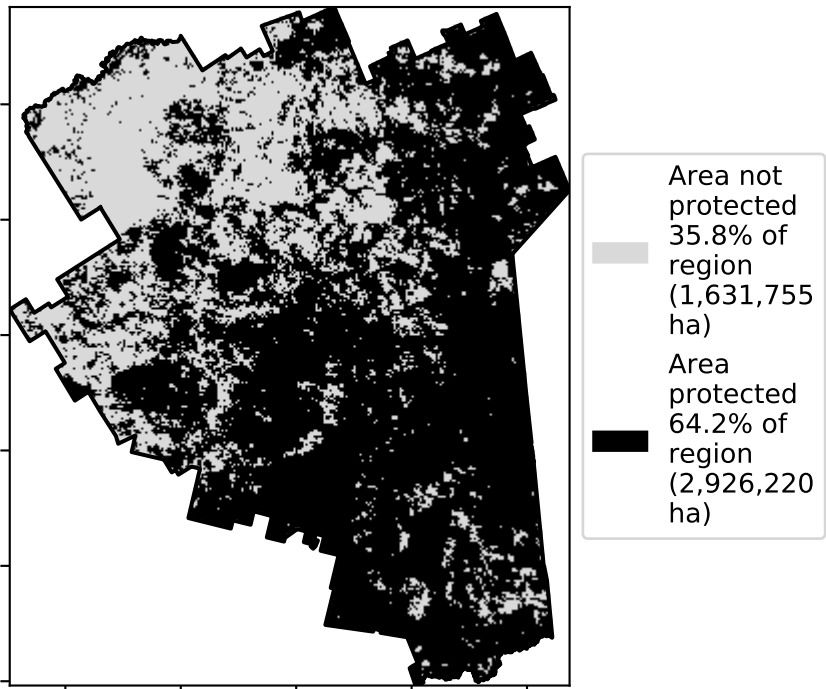 Area not
protected
35.8% of
region
(1,631,755
ha)
Area
protected
64.2% of
region
(2,926,220
ha)